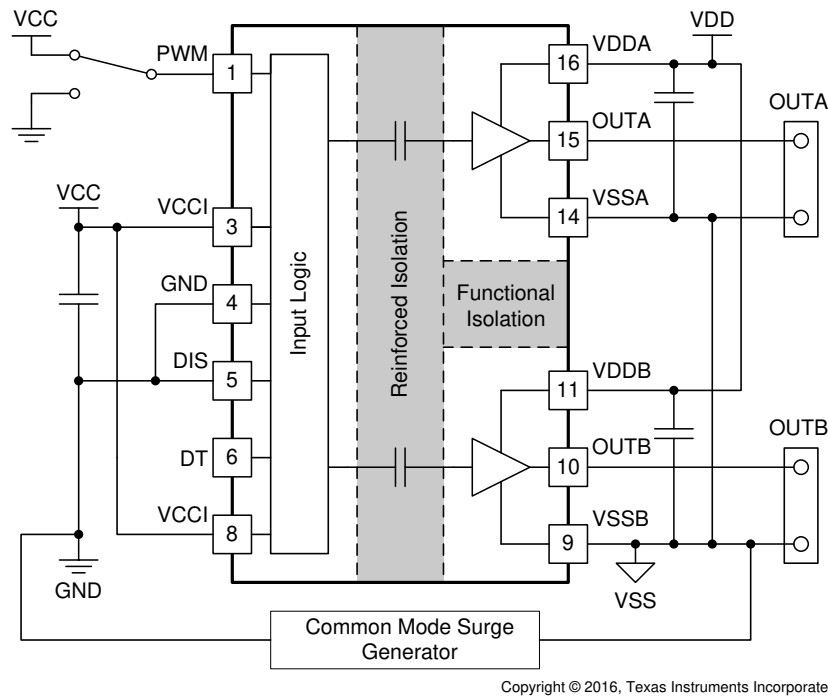 VCC
PWM
1
VCC
VCCI
3
GND
4
DIS
5
DT
6
VCCI
8
GND
Input Logic
Reinforced Isolation
Functional
Isolation
VDD
VDDA
16
OUTA
15
VSSA
14
OUTA
VDDB
11
OUTB
10
VSSB
9
OUTB
VSS
Common Mode Surge
Generator
Copyright © 2016, Texas Instruments Incorporate